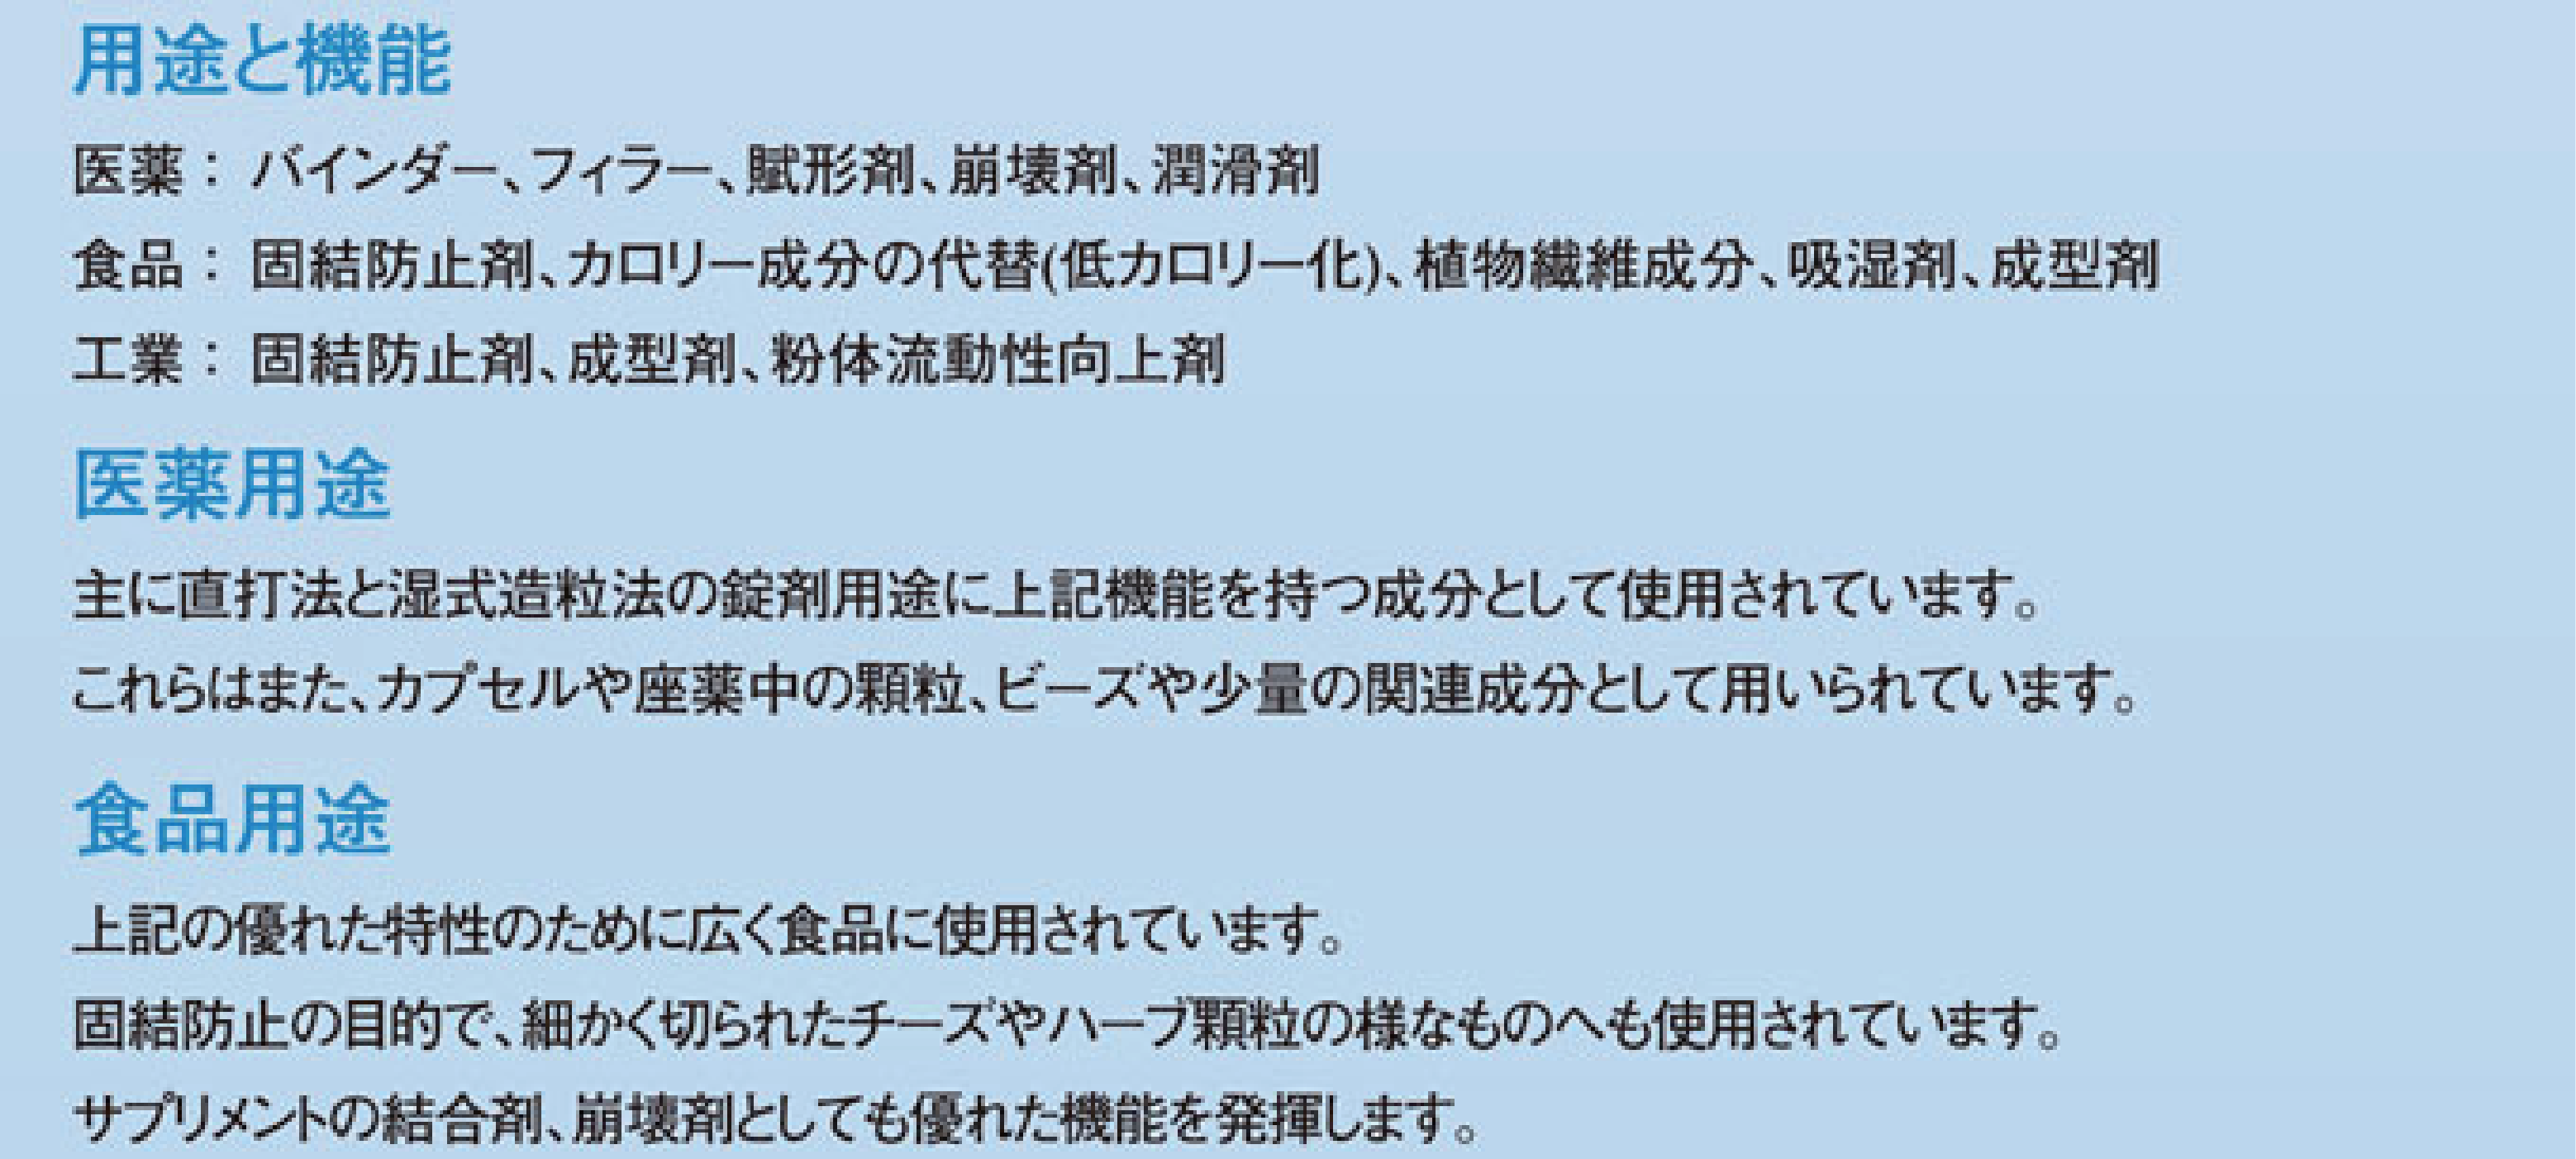 用途と機能
医薬： バインダー、フィラー、賦形剤、崩壊剤、潤滑剤
食品： 固結防止剤、カロリー成分の代替(低カロリー化)、植物繊維成分、吸湿剤、成型剤
工業： 固結防止剤、成型剤、粉体流動性向上剤
医薬用途
主に直打法と湿式造粒法の錠剤用途に上記機能を持つ成分として使用されています。
これらはまた、カプセルや座薬中の顆粒、ビーズや少量の関連成分として用いられています。
食品用途
上記の優れた特性のために広く食品に使用されています。
固結防止の目的で、細かく切られたチーズやハーブ顆粒の様なものへも使用されています。
サプリメントの結合剤、崩壊剤としても優れた機能を発揮します。